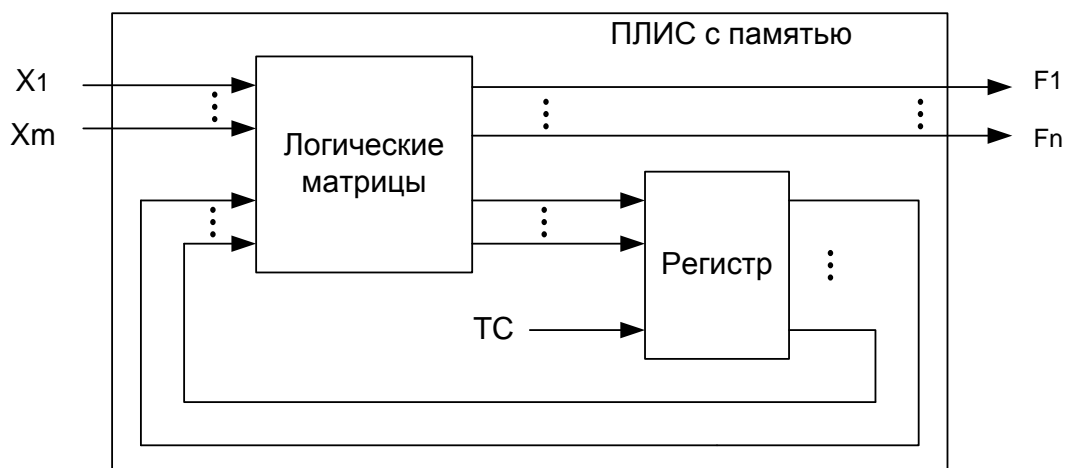 ПЛИС с памятью
X1
Xm
Логические
матрицы
F1
Fn
Регистр
ТС